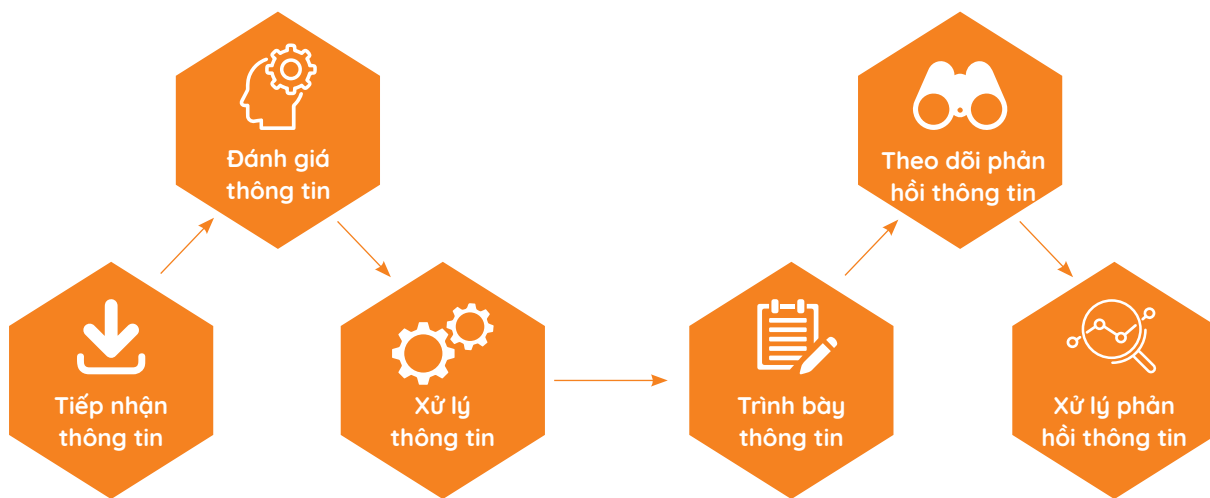 Tiếp nhận
thông tin
Đánh giá
thông tin
Xử lý
thông tin
Trình bày
thông tin
Theo dõi phản
hồi thông tin
Xử lý phản
hồi thông tin